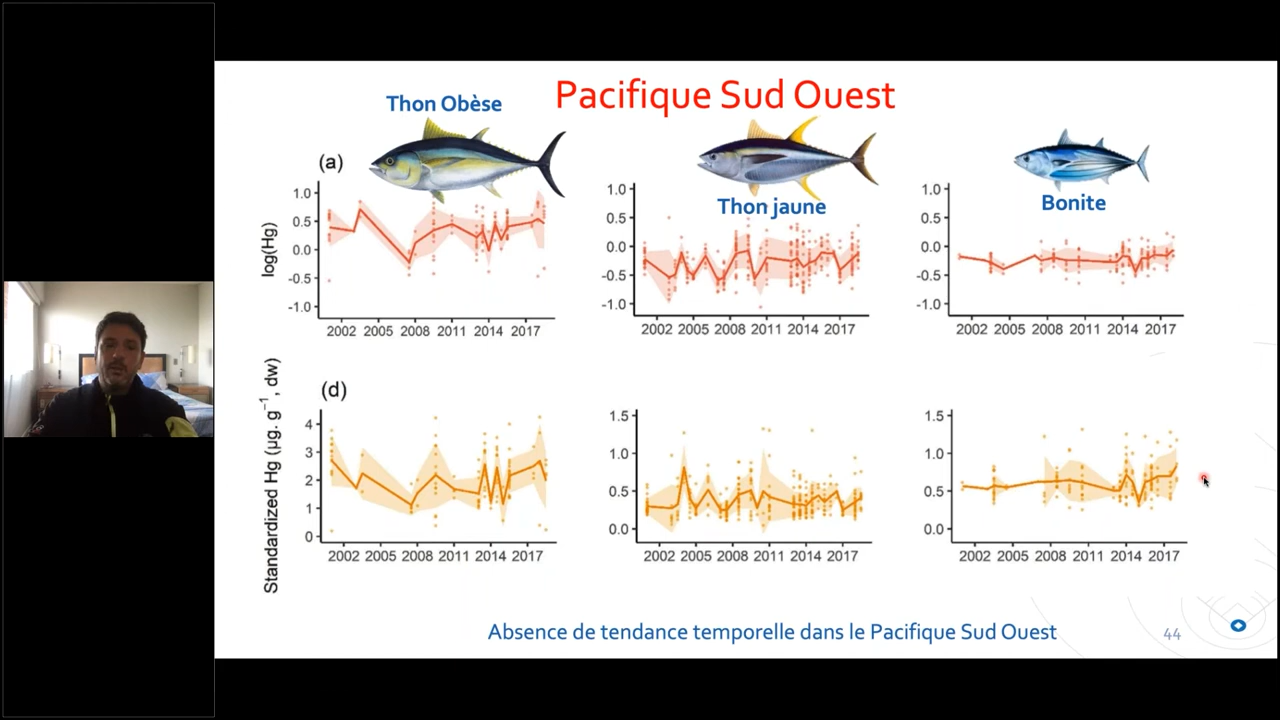 Pacifique Sud Ouest
Thon Obèse
Thon jaune
Bonite
(a)
log(Hg)
1.0
0.5
0.0
-0.5
-1.0
2002 2005 2008 2011 2014 2017
1.0
0.5
0.0
-0.5
-1.0
2002 2005 2008 2011 2014 2017
1.0
0.5
0.0
-0.5
-1.0
2002 2005 2008 2011 2014 2017
(d)
Standardized Hg (µg. g⁻¹, dw)
4
3
2
1
0
2002 2005 2008 2011 2014 2017
1.5
1.0
0.5
0.0
2002 2005 2008 2011 2014 2017
1.5
1.0
0.5
0.0
2002 2005 2008 2011 2014 2017
Absence de tendance temporelle dans le Pacifique Sud Ouest
44